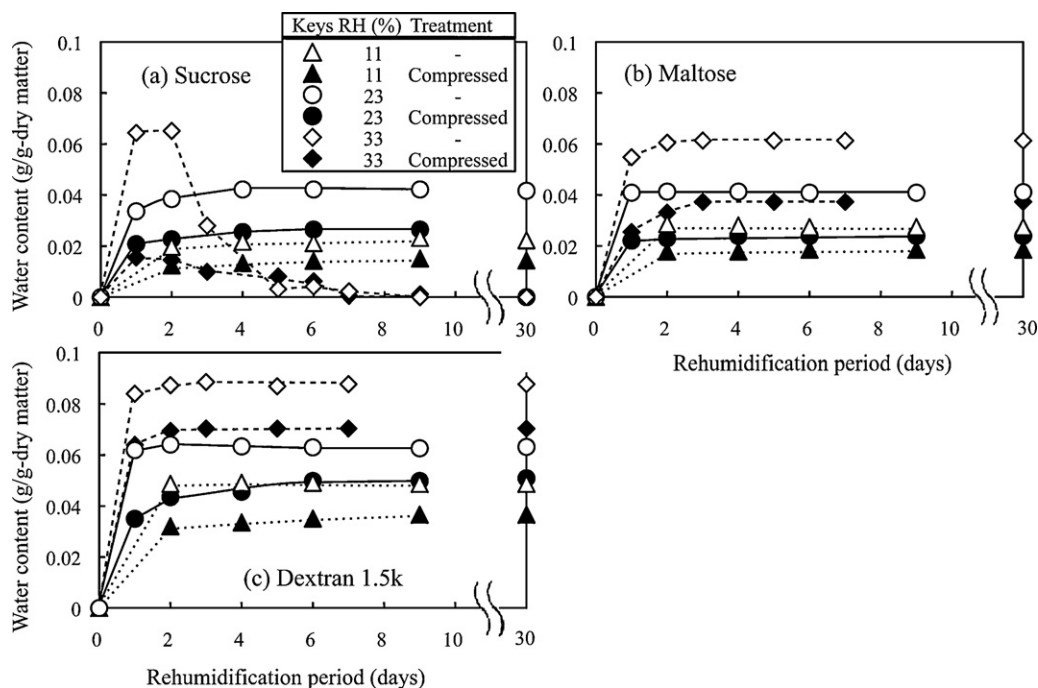 Keys RH (%) Treatment
△ 11 -
▲ 11 Compressed
○ 23 -
● 23 Compressed
◇ 33 -
◆ 33 Compressed
(a) Sucrose
Water content (g/g-dry matter)
0.1
0.08
0.06
0.04
0.02
0
0 2 4 6 8 10 30
(b) Maltose
0.1
0.08
0.06
0.04
0.02
0
0 2 4 6 8 10 30
Rehumidification period (days)
(c) Dextran 1.5k
Water content (g/g-dry matter)
0.1
0.08
0.06
0.04
0.02
0
0 2 4 6 8 10 30
Rehumidification period (days)